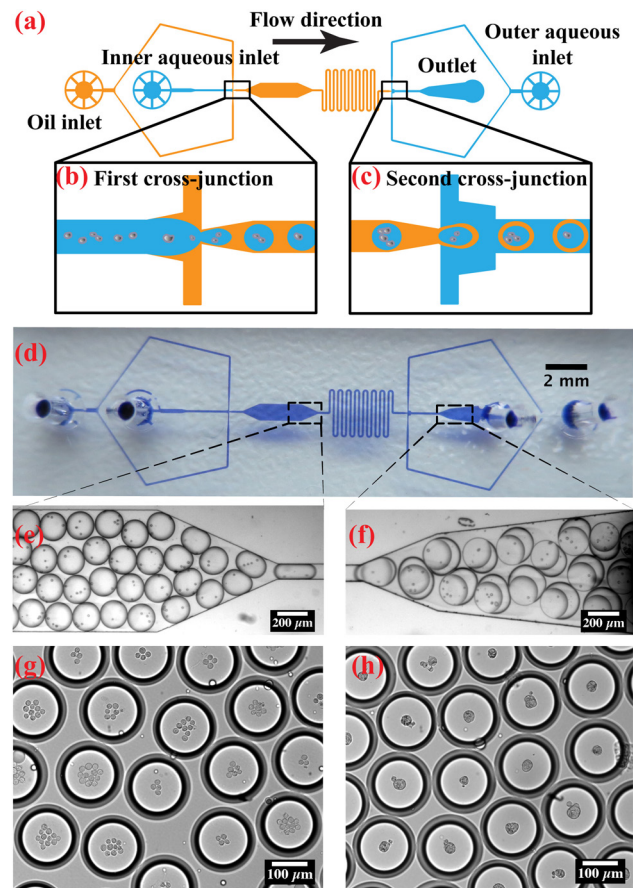 (a)
Flow direction
Inner aqueous inlet
Outer aqueous
inlet
Outlet
Oil inlet
(b) First cross-junction
(c) Second cross-junction
(d)
2 mm
(e)
200 µm
(f)
200 µm
(g)
100 µm
(h)
100 µm